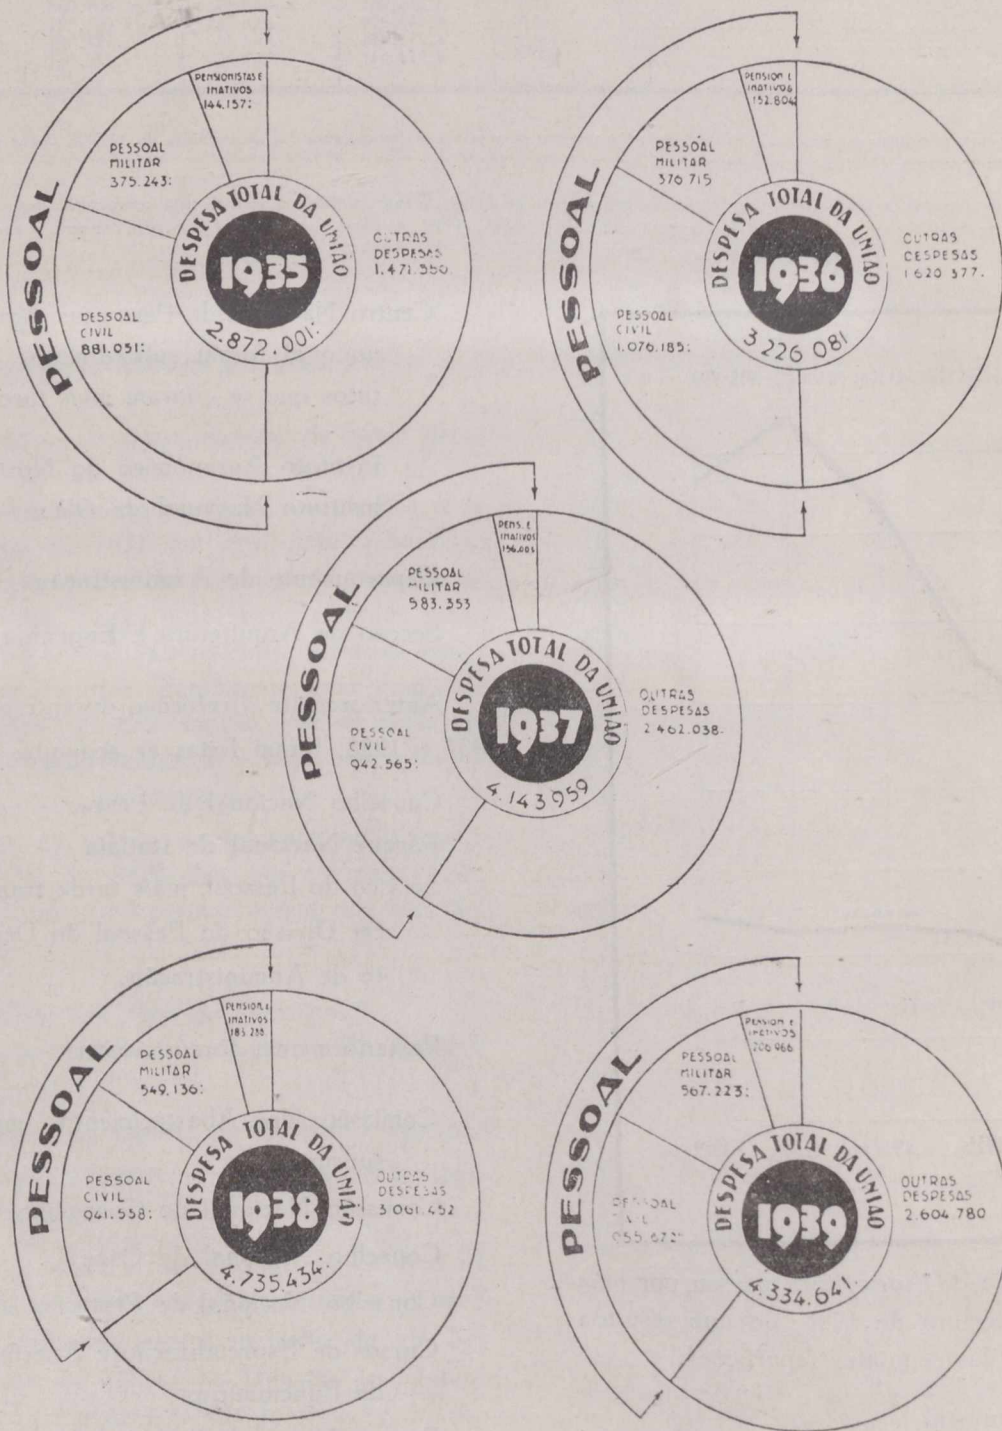 PESSOAL
PENSIONISTAS E
INATIVOS
144.157:
PESSOAL
MILITAR
375.243:
PESSOAL
CIVIL
881.051:
OUTRAS
DESPESAS
DESPESA TOTAL DA UNIÃO
1935
2.872.001:
PESSOAL
PENSION. E
INATIVOS
152.804
PESSOAL
MILITAR
376.715
PESSOAL
CIVIL
1.076.185:
OUTRAS
DESPESAS
1.620.377.
DESPESA TOTAL DA UNIÃO
1936
3 226 081
PESSOAL
PENS. E
INATIVOS
PESSOAL
MILITAR
583.353
PESSOAL
CIVIL
942.565:
OUTRAS
DESPESAS
2.462.038.
DESPESA TOTAL DA UNIÃO
1937
4.143959
PESSOAL
PENSION. E
INATIVOS
PESSOAL
MILITAR
549.136:
PESSOAL
CIVIL
941.558:
OUTRAS
DESPESAS
3.061.452
DESPESA TOTAL DA UNIÃO
1938
4.735.434:
PESSOAL
PENSION. E
INATIVOS
206.966
PESSOAL
MILITAR
567.223:
PESSOAL
CIVIL
OUTRAS
DESPESAS
2.604.780
DESPESA TOTAL DA UNIÃO
1939
4.334.641.